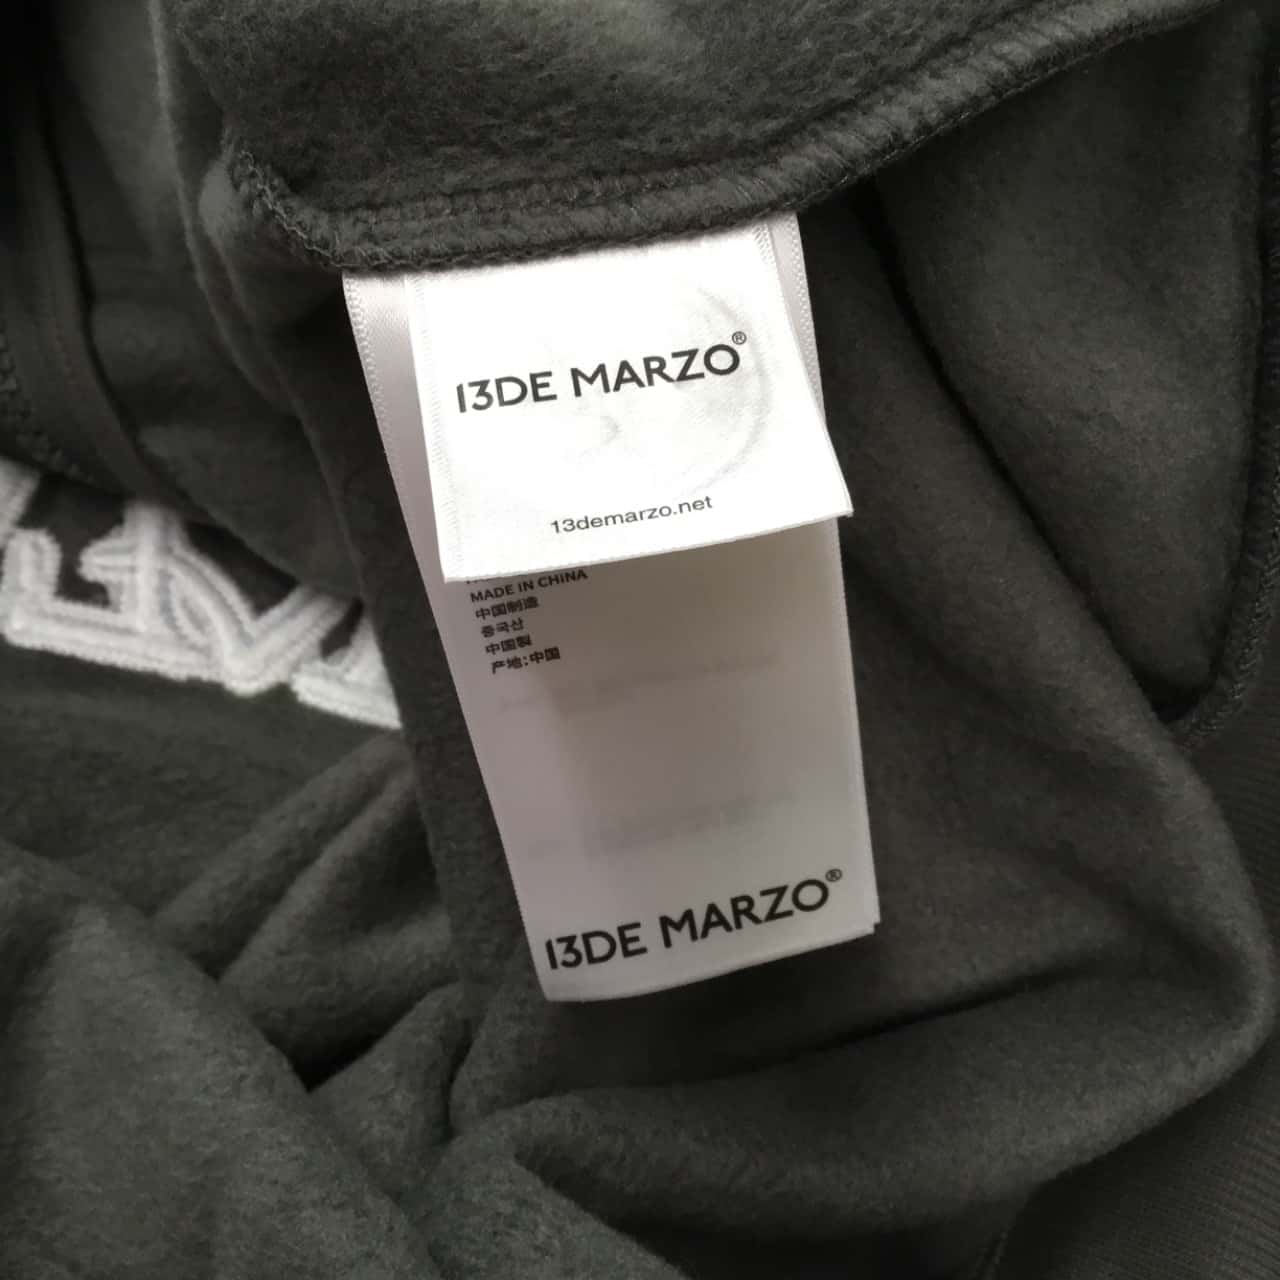 13DE MARZO®
13demarzo.net
MADE IN CHINA
中国制造
중국산
中国製
产地:中国
13DE MARZO®